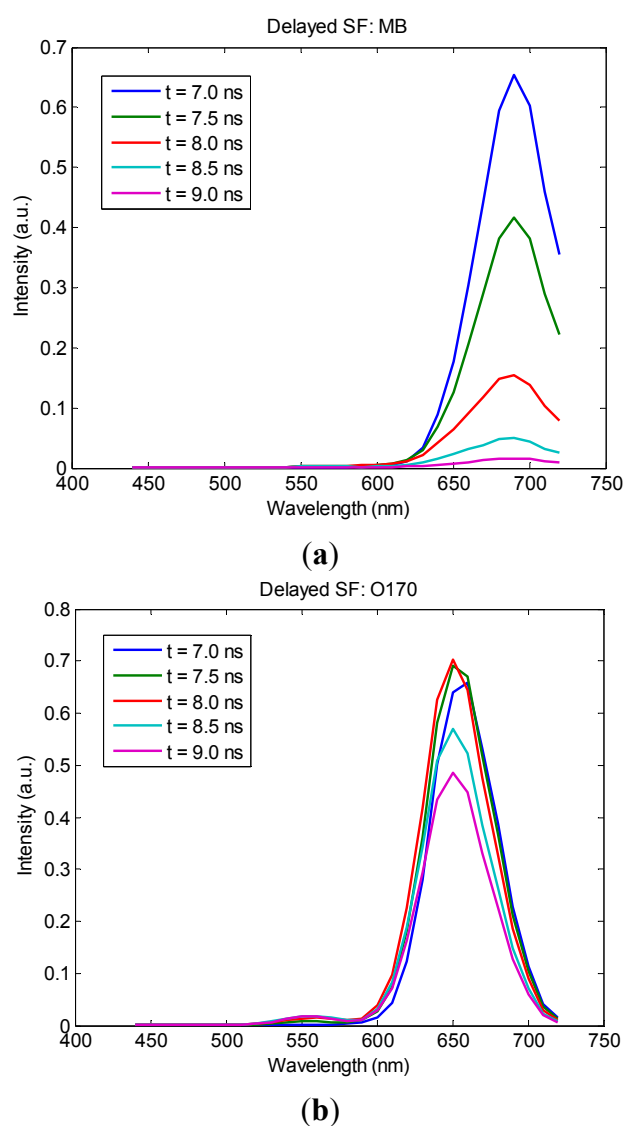 Delayed SF: MB
0.7
0.6
0.5
0.4
0.3
0.2
0.1
0
Intensity (a.u.)
t = 7.0 ns
t = 7.5 ns
t = 8.0 ns
t = 8.5 ns
t = 9.0 ns
400 450 500 550 600 650 700 750
Wavelength (nm)
(a)
Delayed SF: O170
0.8
0.7
0.6
0.5
0.4
0.3
0.2
0.1
0
Intensity (a.u.)
t = 7.0 ns
t = 7.5 ns
t = 8.0 ns
t = 8.5 ns
t = 9.0 ns
400 450 500 550 600 650 700 750
Wavelength (nm)
(b)